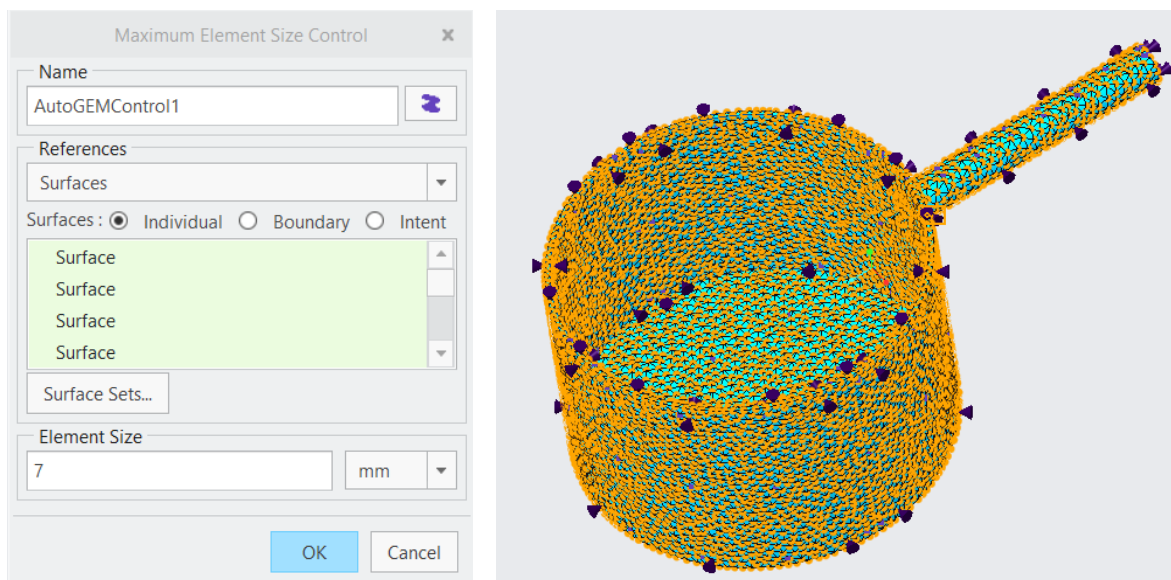 Maximum Element Size Control
Name
AutoGEMControl1
References
Surfaces
Surfaces : Individual Boundary Intent
Surface
Surface
Surface
Surface
Surface Sets...
Element Size
7 mm
OK Cancel